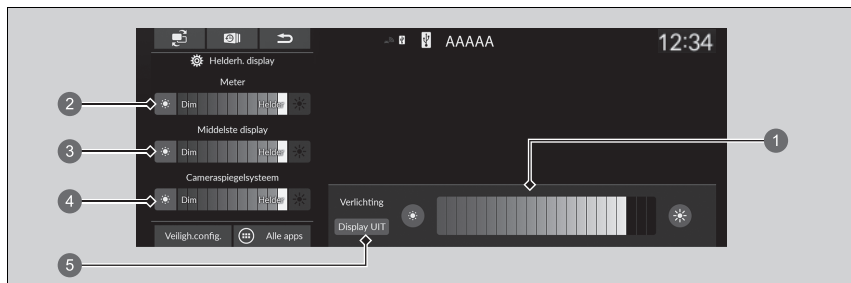 AAAAA
12:34
Helderh. display
Meter
Dim Helder
Middelste display
Dim Helder
Cameraspiegelsysteem
Dim Helder
Veiligh.config.
Alle apps
Verlichting
Display UIT
1
2
3
4
5